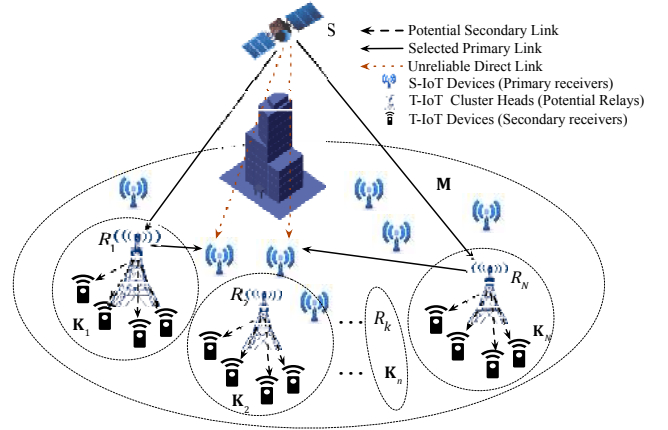 S
Potential Secondary Link
Selected Primary Link
Unreliable Direct Link
S-IoT Devices (Primary receivers)
T-IoT Cluster Heads (Potential Relays)
T-IoT Devices (Secondary receivers)
M
R1
RN
R2
... Rk
K1
KN
... Kn
K2